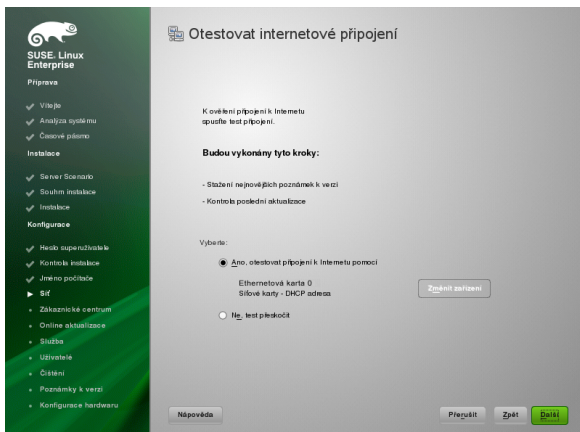 SUSE. Linux
Enterprise
Příprava
Vítejte
Analýza systému
Časové pásmo
Instalace
Server Scenario
Souhrn instalace
Instalace
Konfigurace
Heslo superuživatele
Kontrola instalace
Jméno počítače
Síť
Zákaznické centrum
Online aktualizace
Služba
Uživatelé
Čištění
Poznámky k verzi
Konfigurace hardwaru
Otestovat internetové připojení
K ověření připojení k Internetu
spusťte test připojení.
Budou vykonány tyto kroky:
- Stažení nejnovějších poznámek k verzi
- Kontrola poslední aktualizace
Vyberte:
Ano, otestovat připojení k Internetu pomocí
Ethernetová karta 0
Síťové karty - DHCP adresa
Změnit zařízení
Ne, test přeskočit
Nápověda
Přerušit
Zpět
Další